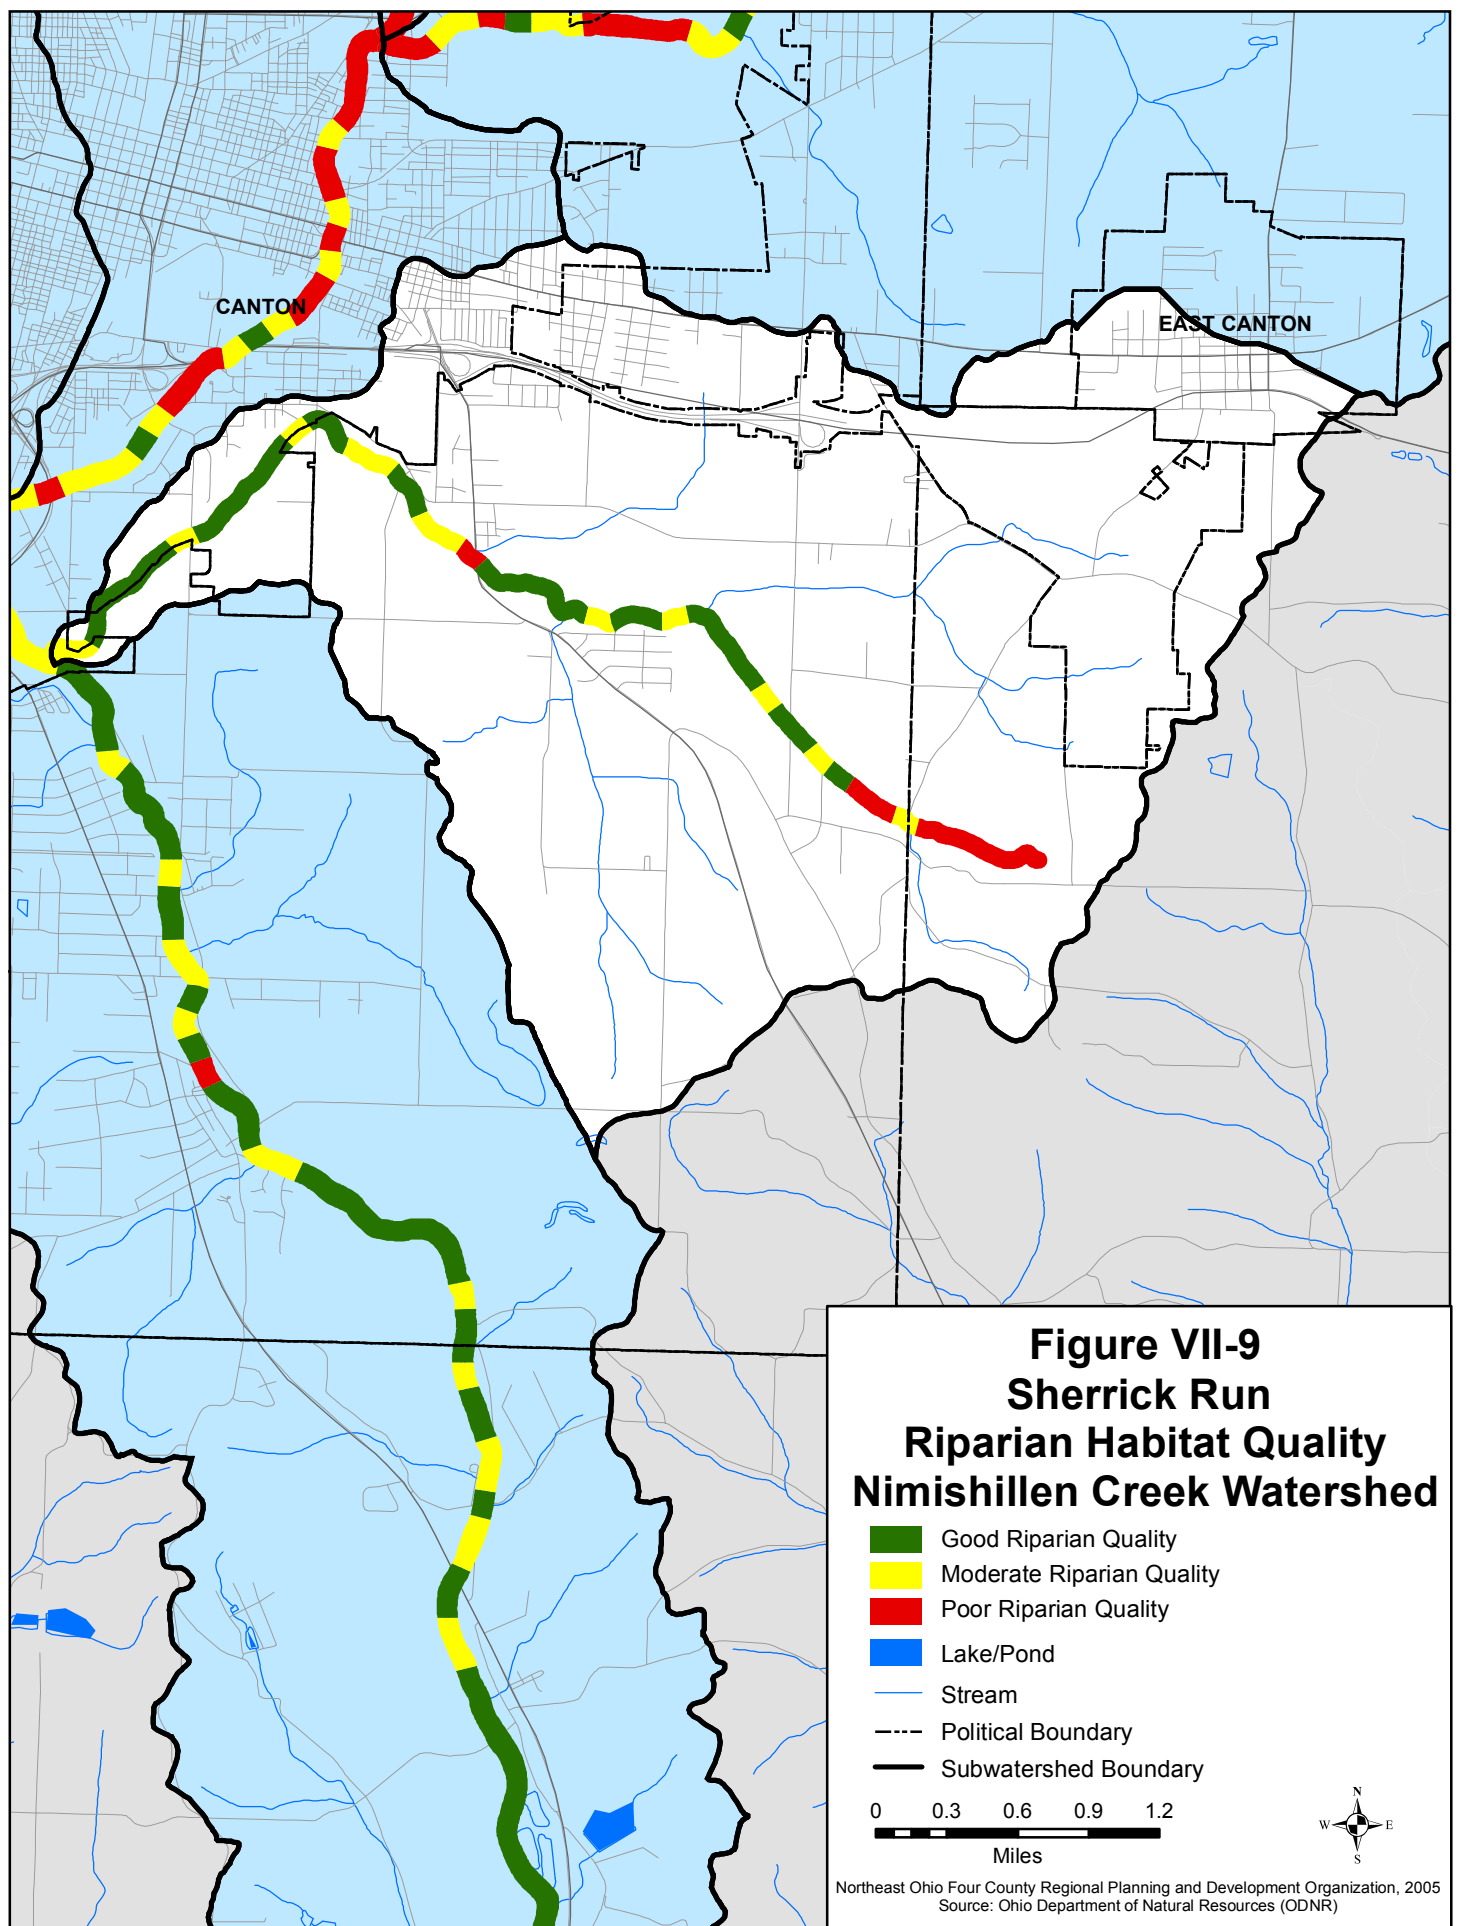 CANTON
EAST CANTON
Figure VII-9
Sherrick Run
Riparian Habitat Quality
Nimishillen Creek Watershed
Good Riparian Quality
Moderate Riparian Quality
Poor Riparian Quality
Lake/Pond
Stream
Political Boundary
Subwatershed Boundary
0 0.3 0.6 0.9 1.2
Miles
N
W E
S
Northeast Ohio Four County Regional Planning and Development Organization, 2005
Source: Ohio Department of Natural Resources (ODNR)